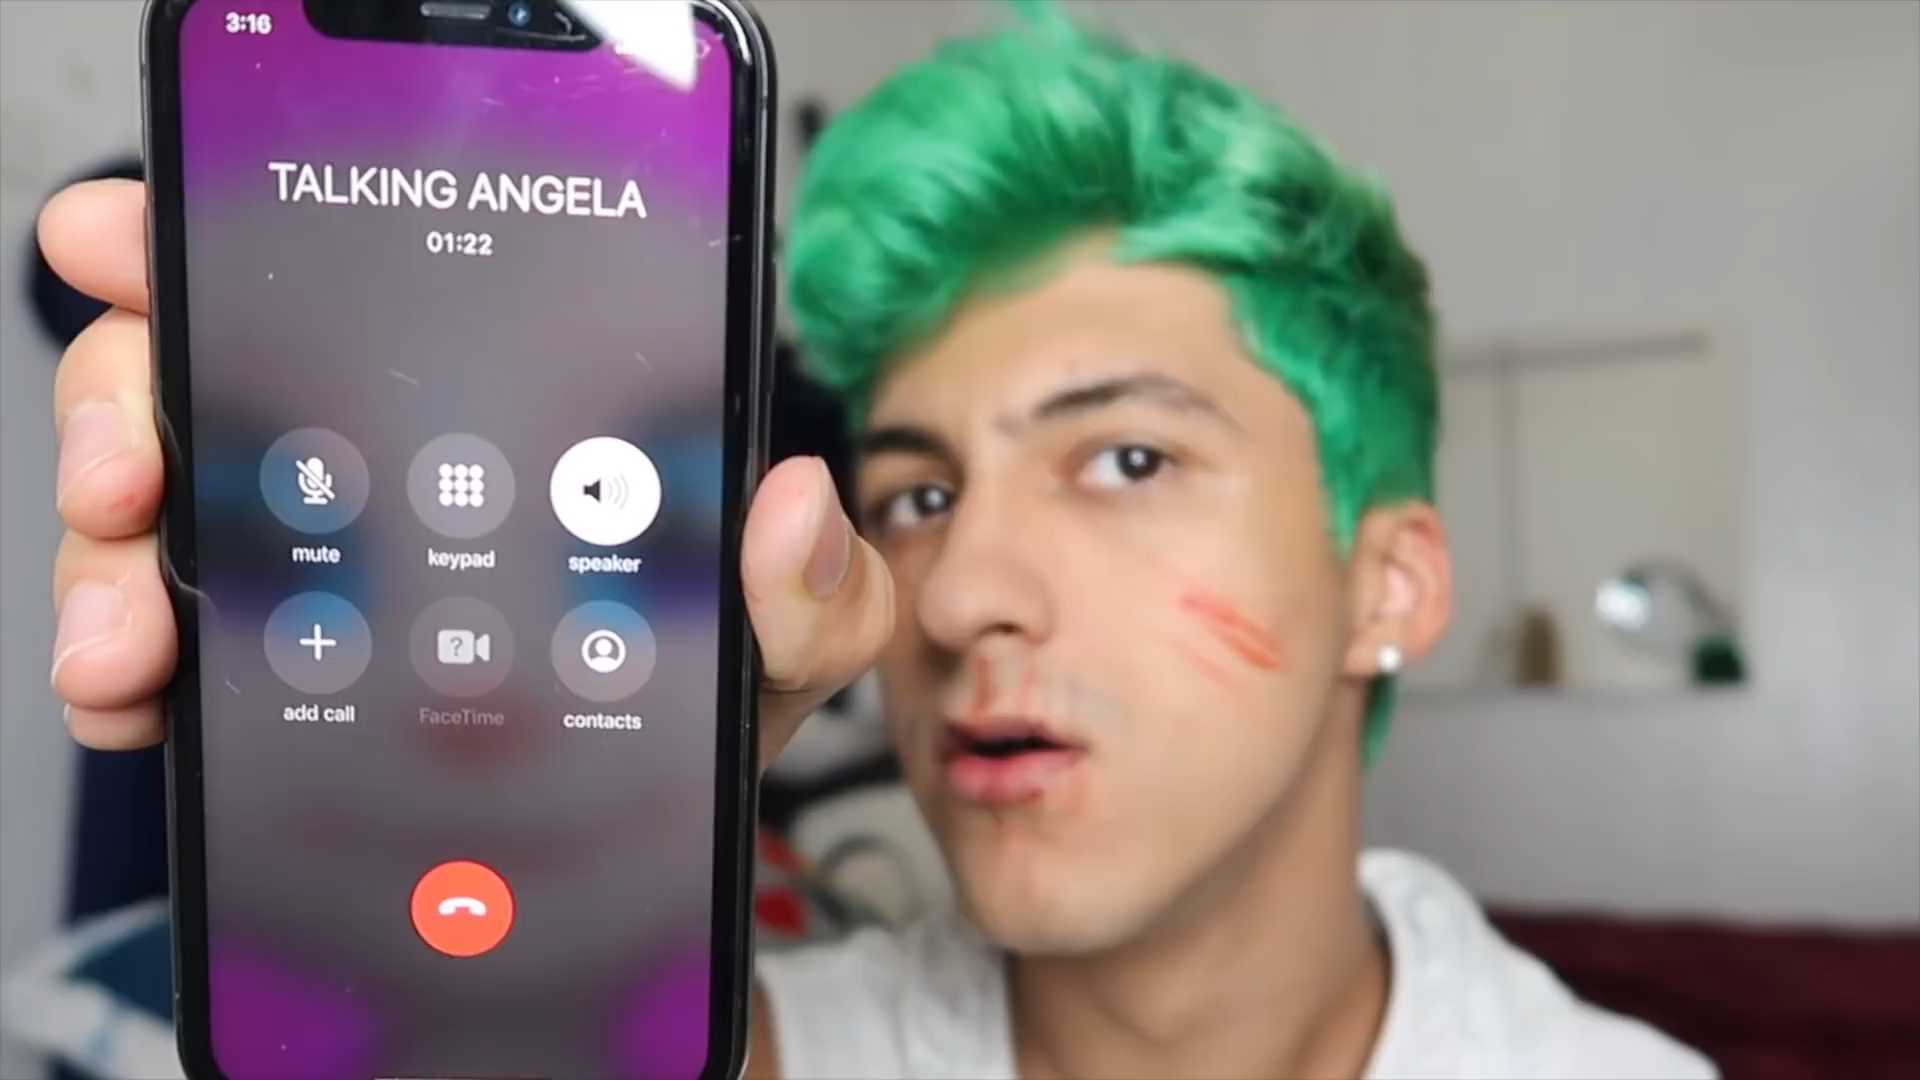 3:16
TALKING ANGELA
01:22
mute
keypad
speaker
add call
FaceTime
contacts